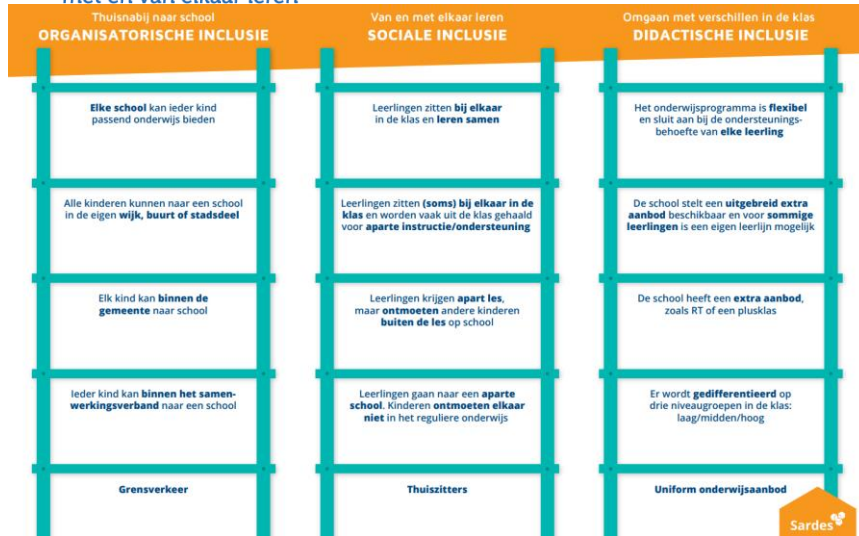 met en van elkaar leren
Thuisnabij naar school
ORGANISATORISCHE INCLUSIE
Elke school kan ieder kind
passend onderwijs bieden
Alle kinderen kunnen naar een school
in de eigen wijk, buurt of stadsdeel
Elk kind kan binnen de
gemeente naar school
Ieder kind kan binnen het samen-
werkingsverband naar een school
Grensverkeer
Van en met elkaar leren
SOCIALE INCLUSIE
Leerlingen zitten bij elkaar
in de klas en leren samen
Leerlingen zitten (soms) bij elkaar in de
klas en worden vaak uit de klas gehaald
voor aparte instructie/ondersteuning
Leerlingen krijgen apart les,
maar ontmoeten andere kinderen
buiten de les op school
Leerlingen gaan naar een aparte
school. Kinderen ontmoeten elkaar
niet in het reguliere onderwijs
Thuiszitters
Omgaan met verschillen in de klas
DIDACTISCHE INCLUSIE
Het onderwijsprogramma is flexibel
en sluit aan bij de ondersteunings-
behoefte van elke leerling
De school stelt een uitgebreid extra
aanbod beschikbaar en voor sommige
leerlingen is een eigen leerlijn mogelijk
De school heeft een extra aanbod,
zoals RT of een plusklas
Er wordt gedifferentieerd op
drie niveaugroepen in de klas:
laag/midden/hoog
Uniform onderwijsaanbod
Sardes